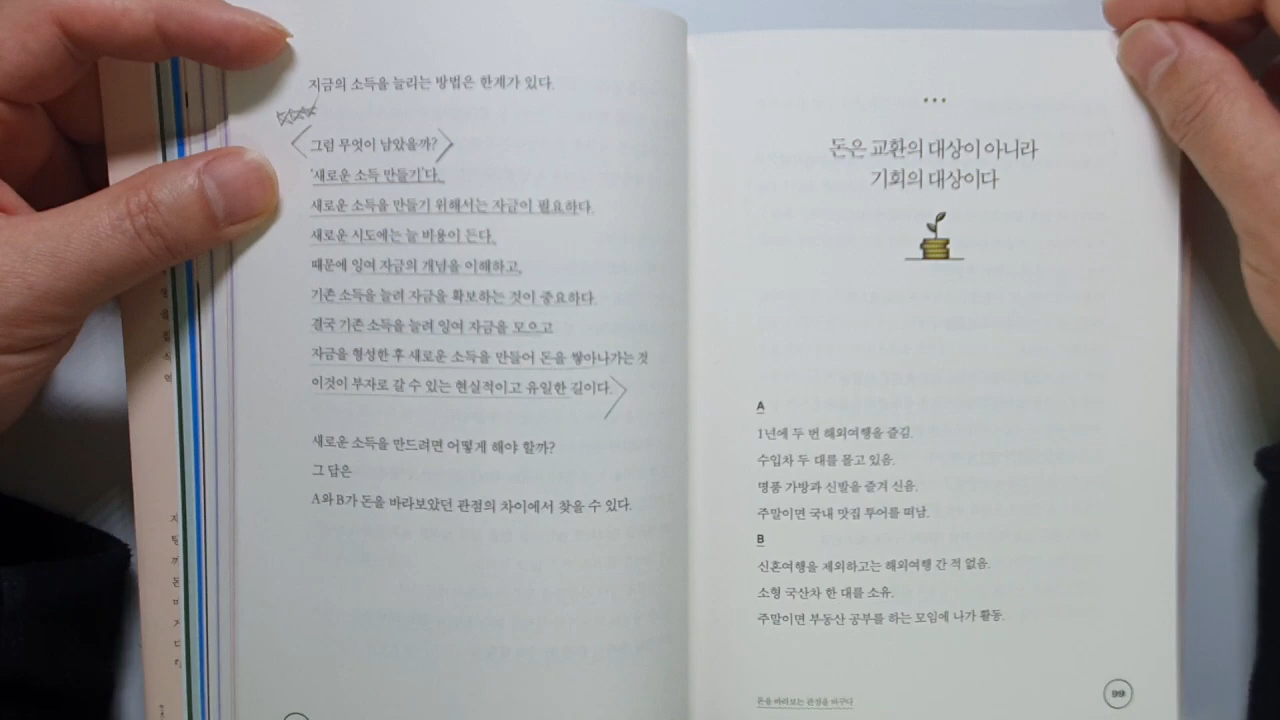 지금의 소득을 늘리는 방법은 한계가 있다.
그럼 무엇이 남았을까?
'새로운 소득 만들기'다.
새로운 소득을 만들기 위해서는 자금이 필요하다.
새로운 시도에는 늘 비용이 든다.
때문에 잉여 자금의 개념을 이해하고,
기존 소득을 늘려 자금을 확보하는 것이 중요하다.
결국 기존 소득을 늘려 잉여 자금을 모으고
자금을 형성한 후 새로운 소득을 만들어 돈을 쌓아나가는 것
이것이 부자로 갈 수 있는 현실적이고 유일한 길이다.
새로운 소득을 만드려면 어떻게 해야 할까?
그 답은
A와 B가 돈을 바라보았던 관점의 차이에서 찾을 수 있다.
돈은 교환의 대상이 아니라
기회의 대상이다
A
1년에 두 번 해외여행을 즐김.
수입차 두 대를 몰고 있음.
명품 가방과 신발을 즐겨 신음.
주말이면 국내 맛집 투어를 떠남.
B
신혼여행을 제외하고는 해외여행 간 적 없음.
소형 국산차 한 대를 소유.
주말이면 부동산 공부를 하는 모임에 나가 활동.
돈을 바라보는 관점을 바꾸다
99